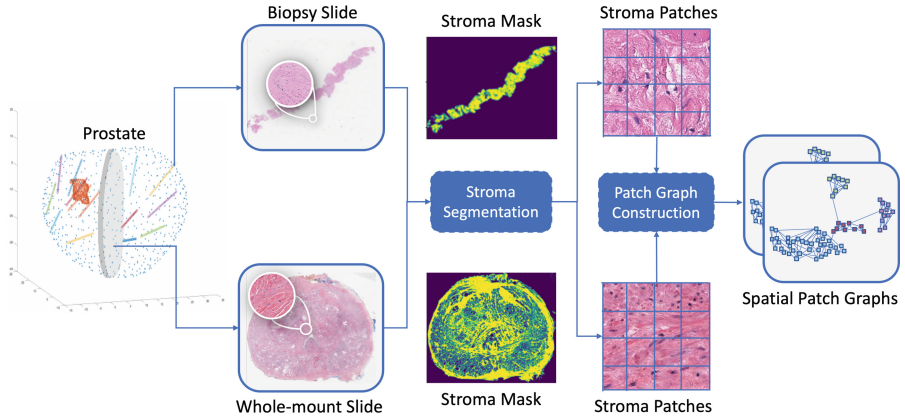 Biopsy Slide
Stroma Mask
Stroma Patches
Prostate
Stroma
Segmentation
Patch Graph
Construction
Spatial Patch Graphs
Whole-mount Slide
Stroma Mask
Stroma Patches